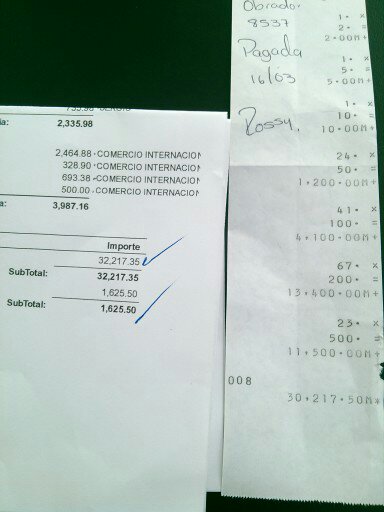 Obrador
8537
Pagada
16/03
Rossy.
1· ×
2· =
2·00M+
1· ×
5· =
5·00M+
1· ×
10· =
10·00M+
24· ×
50· =
1·200·00M+
41· ×
100· =
4·100·00M+
67· ×
200· =
13·400·00M+
23· ×
500· =
11·500·00M+
008
30·217·50M*
ia: 2,335.98
2,464.88 ·COMERCIO INTERNACION
328.90 ·COMERCIO INTERNACION
693.38 ·COMERCIO INTERNACION
500.00 ·COMERCIO INTERNACION
a: 3,987.16
Importe
32,217.35
SubTotal: 32,217.35
1,625.50
SubTotal: 1,625.50